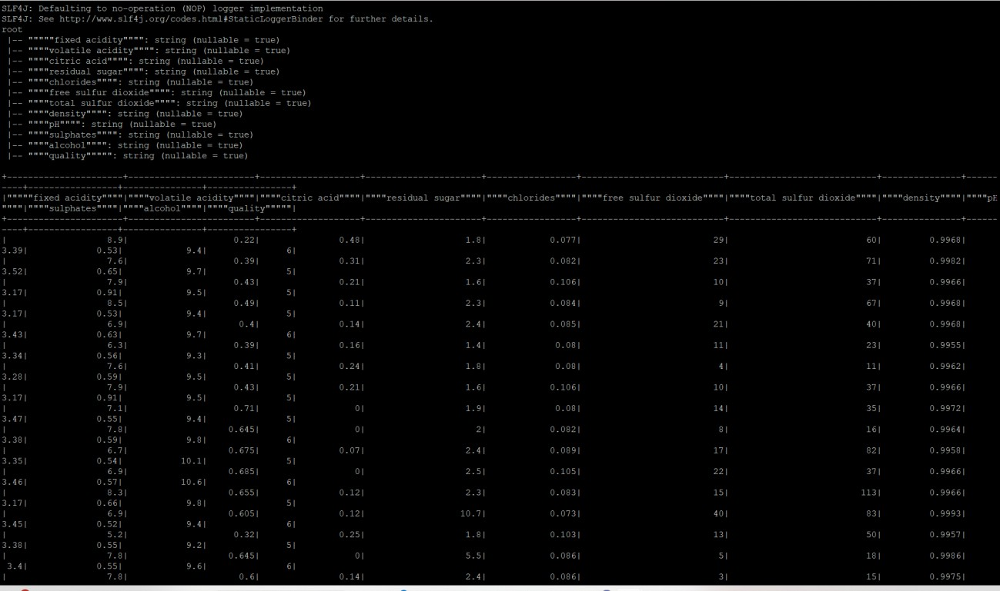 SLF4J: Defaulting to no-operation (NOP) logger implementation
SLF4J: See http://www.slf4j.org/codes.html#StaticLoggerBinder for further details.
root
 |-- """""fixed acidity"""": string (nullable = true)
 |-- """"volatile acidity"""": string (nullable = true)
 |-- """"citric acid"""": string (nullable = true)
 |-- """"residual sugar"""": string (nullable = true)
 |-- """"chlorides"""": string (nullable = true)
 |-- """"free sulfur dioxide"""": string (nullable = true)
 |-- """"total sulfur dioxide"""": string (nullable = true)
 |-- """"density"""": string (nullable = true)
 |-- """"pH"""": string (nullable = true)
 |-- """"sulphates"""": string (nullable = true)
 |-- """"alcohol"""": string (nullable = true)
 |-- """"quality""""": string (nullable = true)

+----------------------+------------------------+-------------------+----------------------+-----------------+---------------------------+----------------------------+---------------+------
----+-----------------+---------------+----------------+
|"""""fixed acidity""""|""""volatile acidity""""|""""citric acid""""|""""residual sugar""""|""""chlorides""""|""""free sulfur dioxide""""|""""total sulfur dioxide""""|""""density""""|""""pH
""""|""""sulphates""""|""""alcohol""""|""""quality"""""|
+----------------------+------------------------+-------------------+----------------------+-----------------+---------------------------+----------------------------+---------------+------
----+-----------------+---------------+----------------+
| 8.9| 0.22| 0.48| 1.8| 0.077| 29| 60| 0.9968|
3.39| 0.53| 9.4| 6|
| 7.6| 0.39| 0.31| 2.3| 0.082| 23| 71| 0.9982|
3.52| 0.65| 9.7| 5|
| 7.9| 0.43| 0.21| 1.6| 0.106| 10| 37| 0.9966|
3.17| 0.91| 9.5| 5|
| 8.5| 0.49| 0.11| 2.3| 0.084| 9| 67| 0.9968|
3.17| 0.53| 9.4| 5|
| 6.9| 0.4| 0.14| 2.4| 0.085| 21| 40| 0.9968|
3.43| 0.63| 9.7| 6|
| 6.3| 0.39| 0.16| 1.4| 0.08| 11| 23| 0.9955|
3.34| 0.56| 9.3| 5|
| 7.6| 0.41| 0.24| 1.8| 0.08| 4| 11| 0.9962|
3.28| 0.59| 9.5| 5|
| 7.9| 0.43| 0.21| 1.6| 0.106| 10| 37| 0.9966|
3.17| 0.91| 9.5| 5|
| 7.1| 0.71| 0| 1.9| 0.08| 14| 35| 0.9972|
3.47| 0.55| 9.4| 5|
| 7.8| 0.645| 0| 2| 0.082| 8| 16| 0.9964|
3.38| 0.59| 9.8| 6|
| 6.7| 0.675| 0.07| 2.4| 0.089| 17| 82| 0.9958|
3.35| 0.54| 10.1| 5|
| 6.9| 0.685| 0| 2.5| 0.105| 22| 37| 0.9966|
3.46| 0.57| 10.6| 6|
| 8.3| 0.655| 0.12| 2.3| 0.083| 15| 113| 0.9966|
3.17| 0.66| 9.8| 5|
| 6.9| 0.605| 0.12| 10.7| 0.073| 40| 83| 0.9993|
3.45| 0.52| 9.4| 6|
| 5.2| 0.32| 0.25| 1.8| 0.103| 13| 50| 0.9957|
3.38| 0.55| 9.2| 5|
| 7.8| 0.645| 0| 5.5| 0.086| 5| 18| 0.9986|
 3.4| 0.55| 9.6| 6|
| 7.8| 0.6| 0.14| 2.4| 0.086| 3| 15| 0.9975|